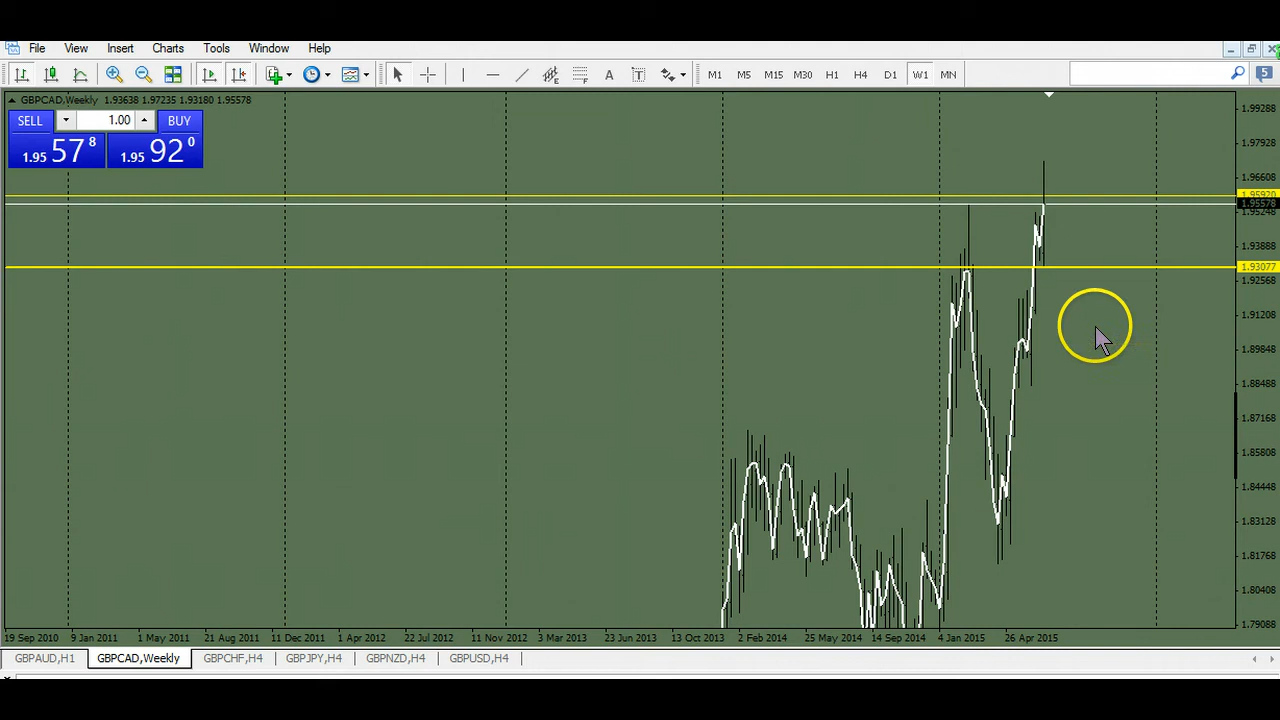 File View Insert Charts Tools Window Help
A T M1 M5 M15 M30 H1 H4 D1 W1 MN 5
GBPCAD,Weekly 1.93638 1.97235 1.93180 1.95578
SELL 1.00 BUY
1.95 57 8 1.95 92 0
1.99288
1.97928
1.96608
1.95920
1.95578
1.95248
1.93888
1.93077
1.92568
1.91208
1.89848
1.88488
1.87168
1.85808
1.84448
1.83128
1.81768
1.80408
1.79088
19 Sep 2010 9 Jan 2011 1 May 2011 21 Aug 2011 11 Dec 2011 1 Apr 2012 22 Jul 2012 11 Nov 2012 3 Mar 2013 23 Jun 2013 13 Oct 2013 2 Feb 2014 25 May 2014 14 Sep 2014 4 Jan 2015 26 Apr 2015
GBPAUD,H1 GBPCAD,Weekly GBPCHF,H4 GBPJPY,H4 GBPNZD,H4 GBPUSD,H4